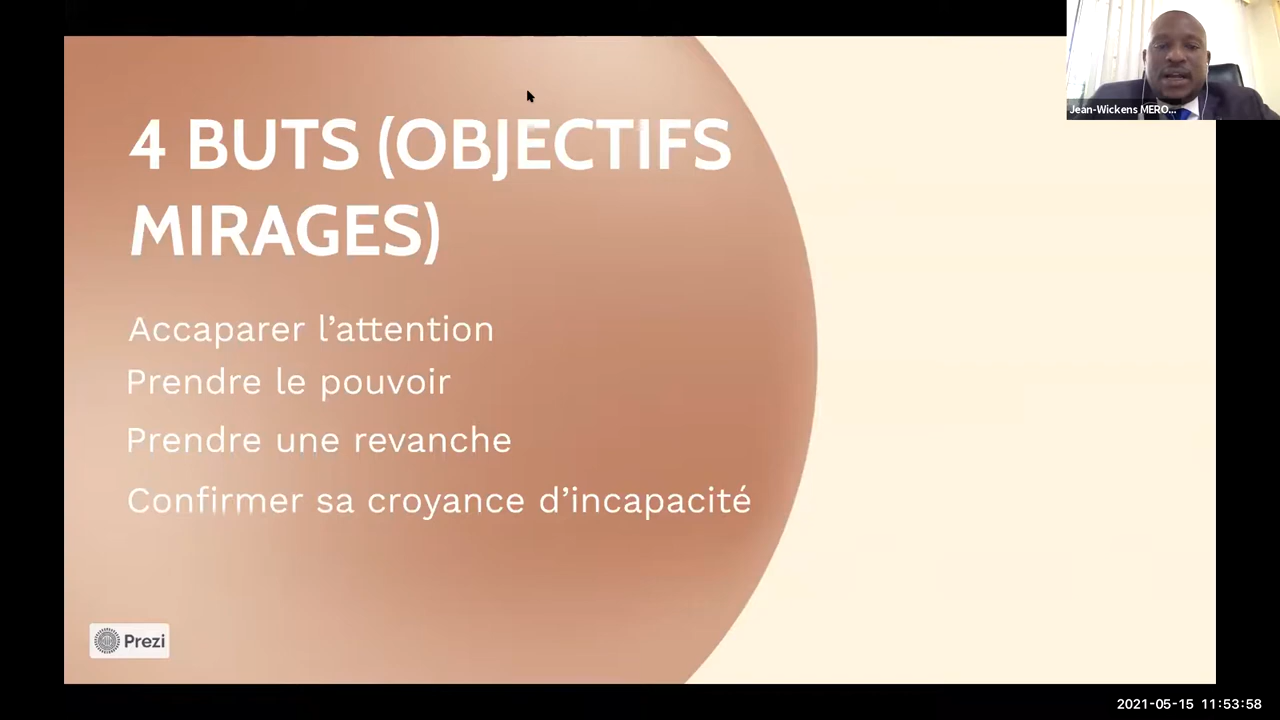 Jean-Wickens MERO...
4 BUTS (OBJECTIFS
MIRAGES)
Accaparer l’attention
Prendre le pouvoir
Prendre une revanche
Confirmer sa croyance d’incapacité
Prezi
2021-05-15 11:53:58